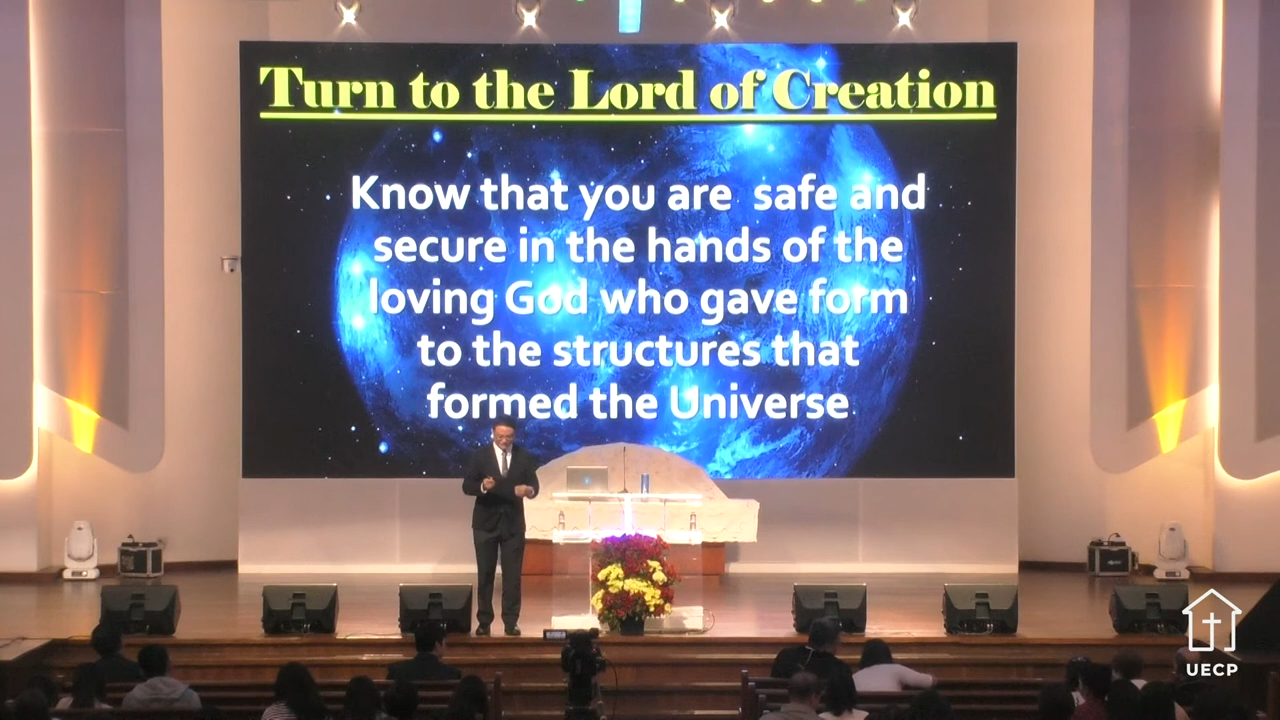 Turn to the Lord of Creation
Know that you are safe and
secure in the hands of the
loving God who gave form
to the structures that
formed the Universe
UECP